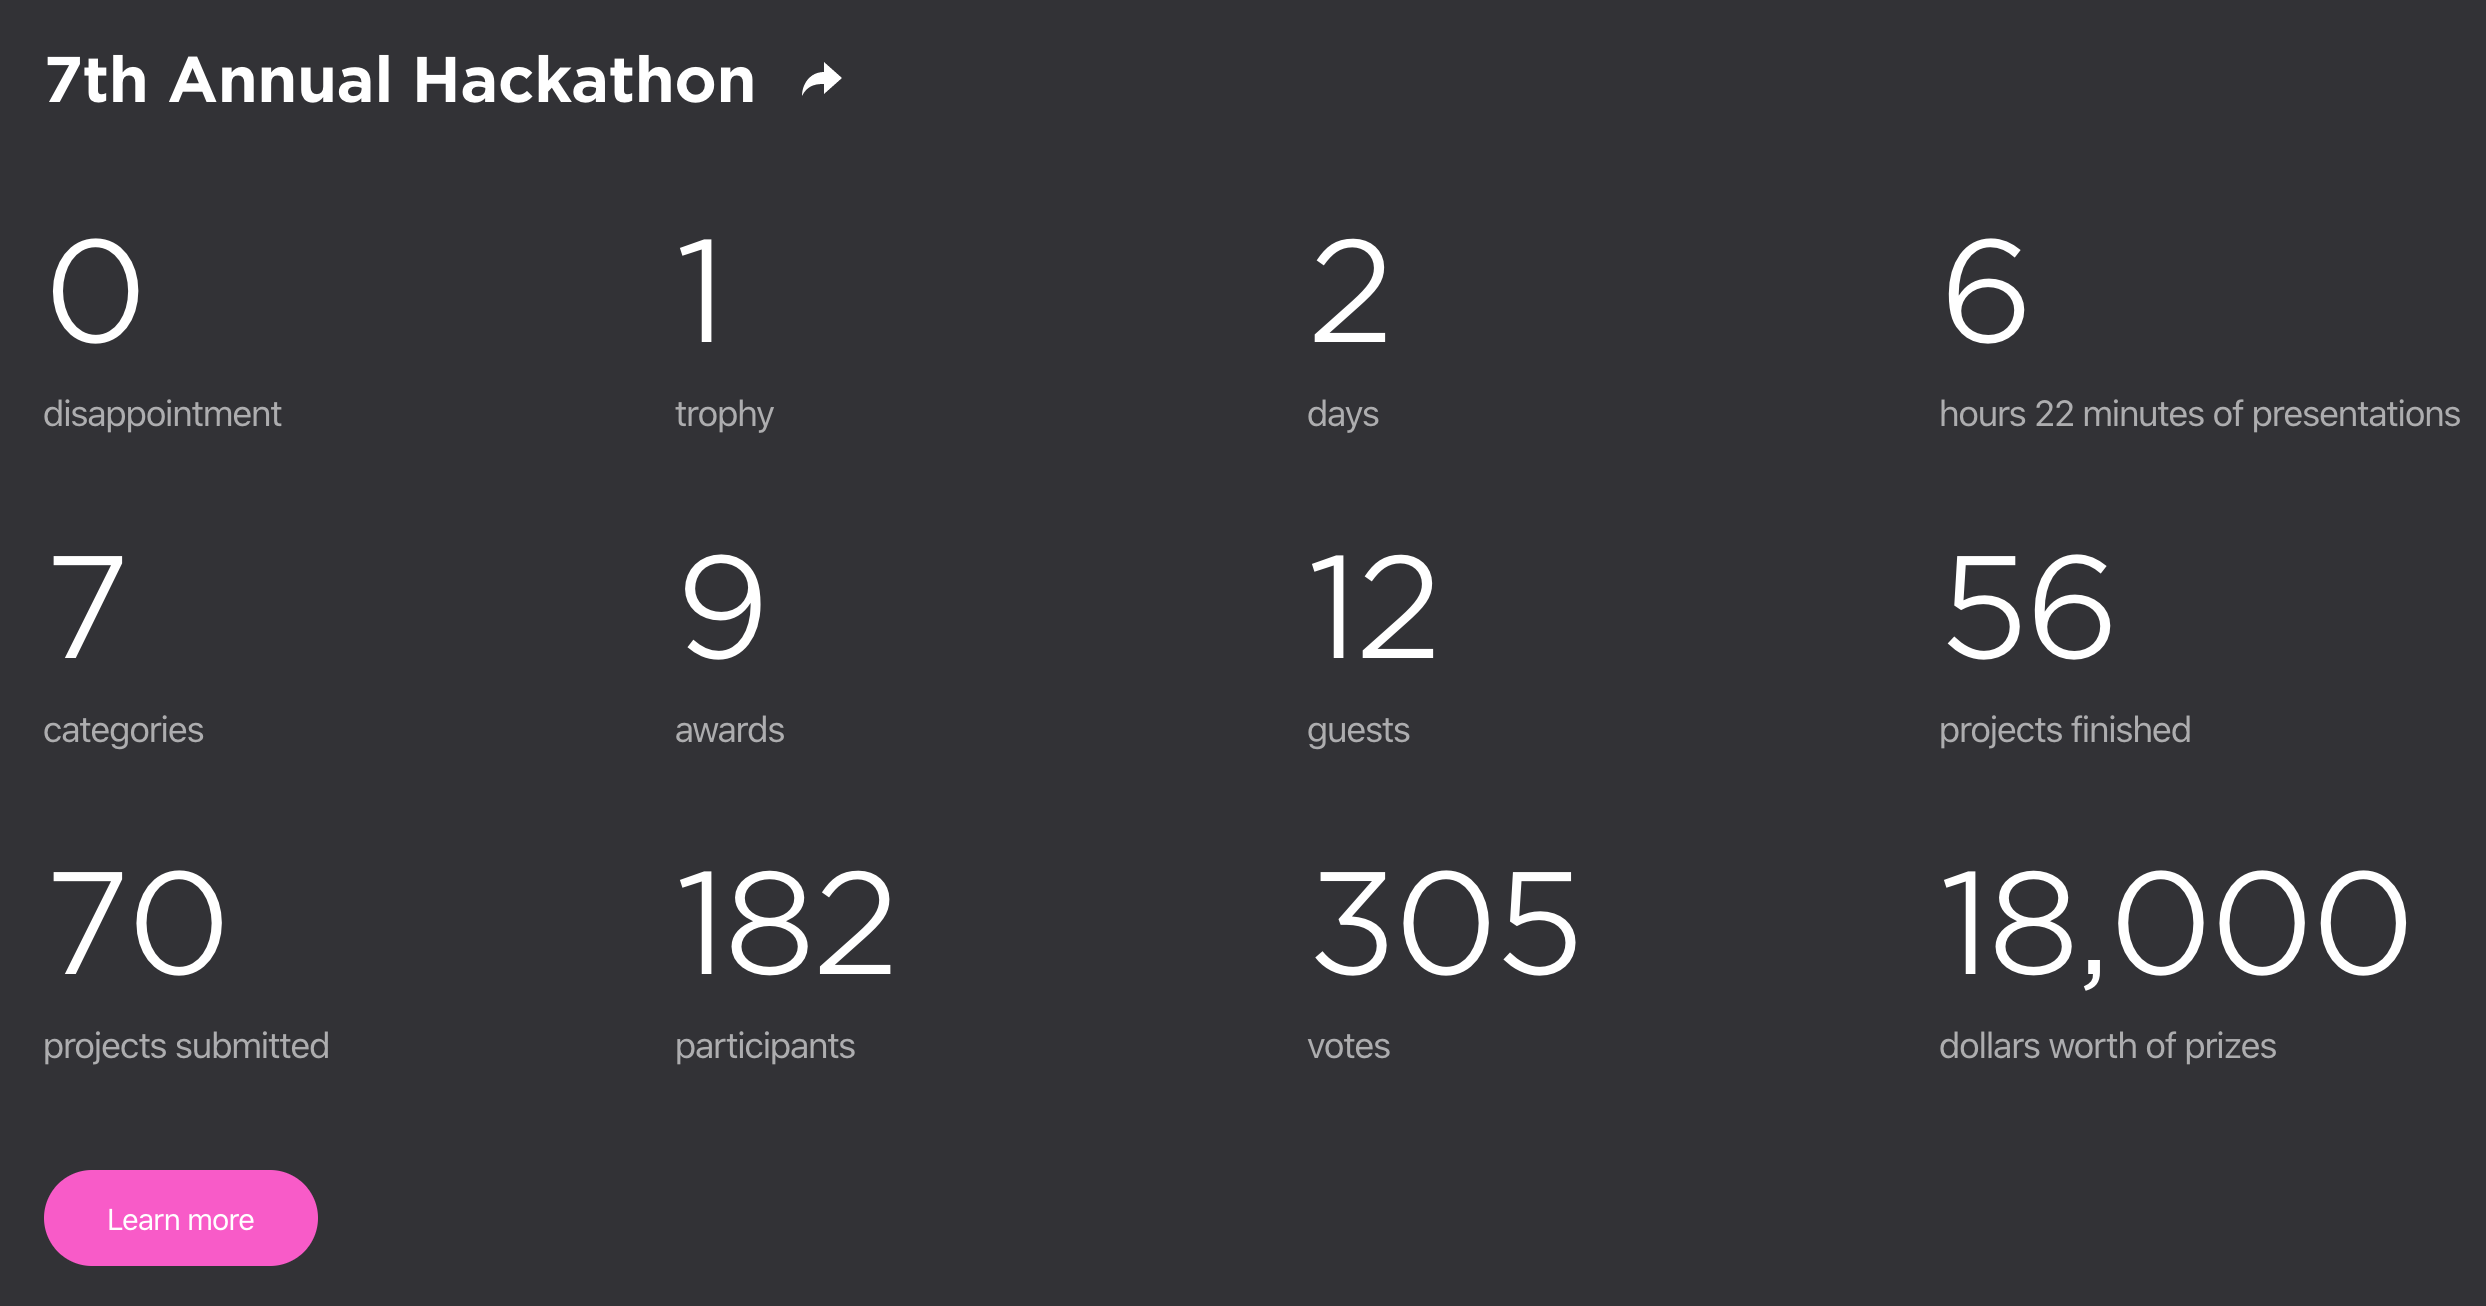 7th Annual Hackathon
0
disappointment
1
trophy
2
days
6
hours 22 minutes of presentations
7
categories
9
awards
12
guests
56
projects finished
70
projects submitted
182
participants
305
votes
18,000
dollars worth of prizes
Learn more